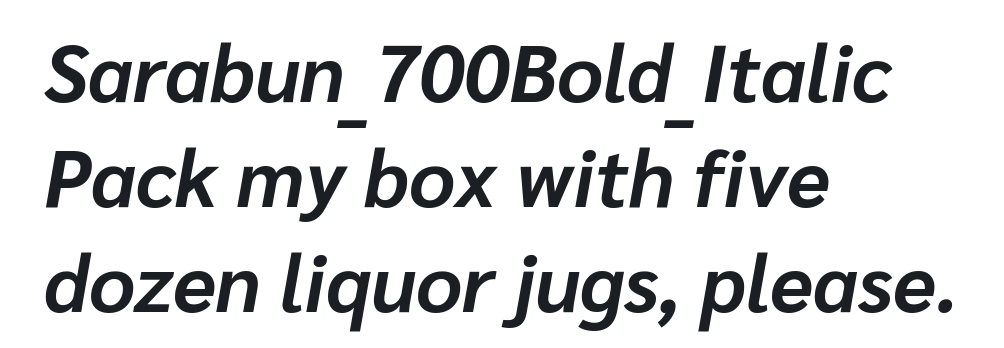 Sarabun_700Bold_Italic
Pack my box with five
dozen liquor jugs, please.